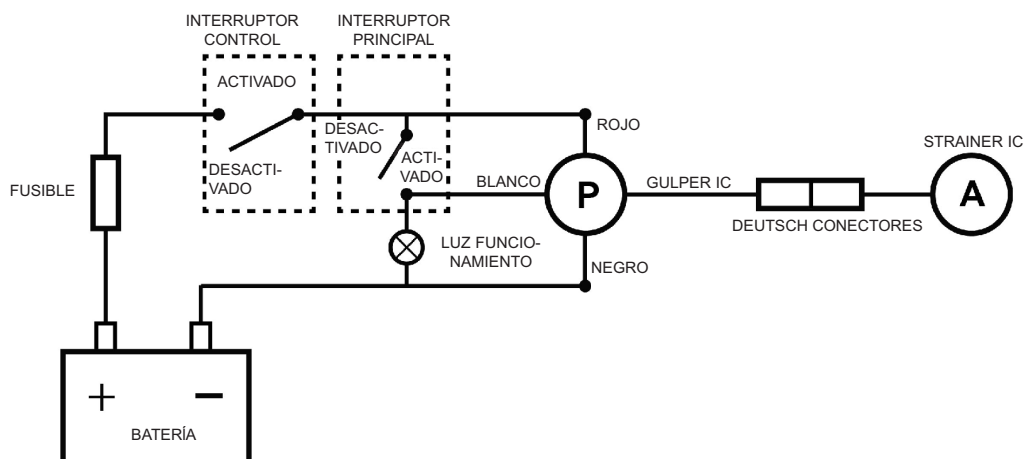 INTERRUPTOR
CONTROL
INTERRUPTOR
PRINCIPAL
ACTIVADO
DESACTI-
VADO
DESAC-
TIVADO
ACTI-
VADO
ROJO
STRAINER IC
FUSIBLE
BLANCO
P
GULPER IC
A
DEUTSCH CONECTORES
LUZ FUNCIO-
NAMIENTO
NEGRO
+ −
BATERÍA